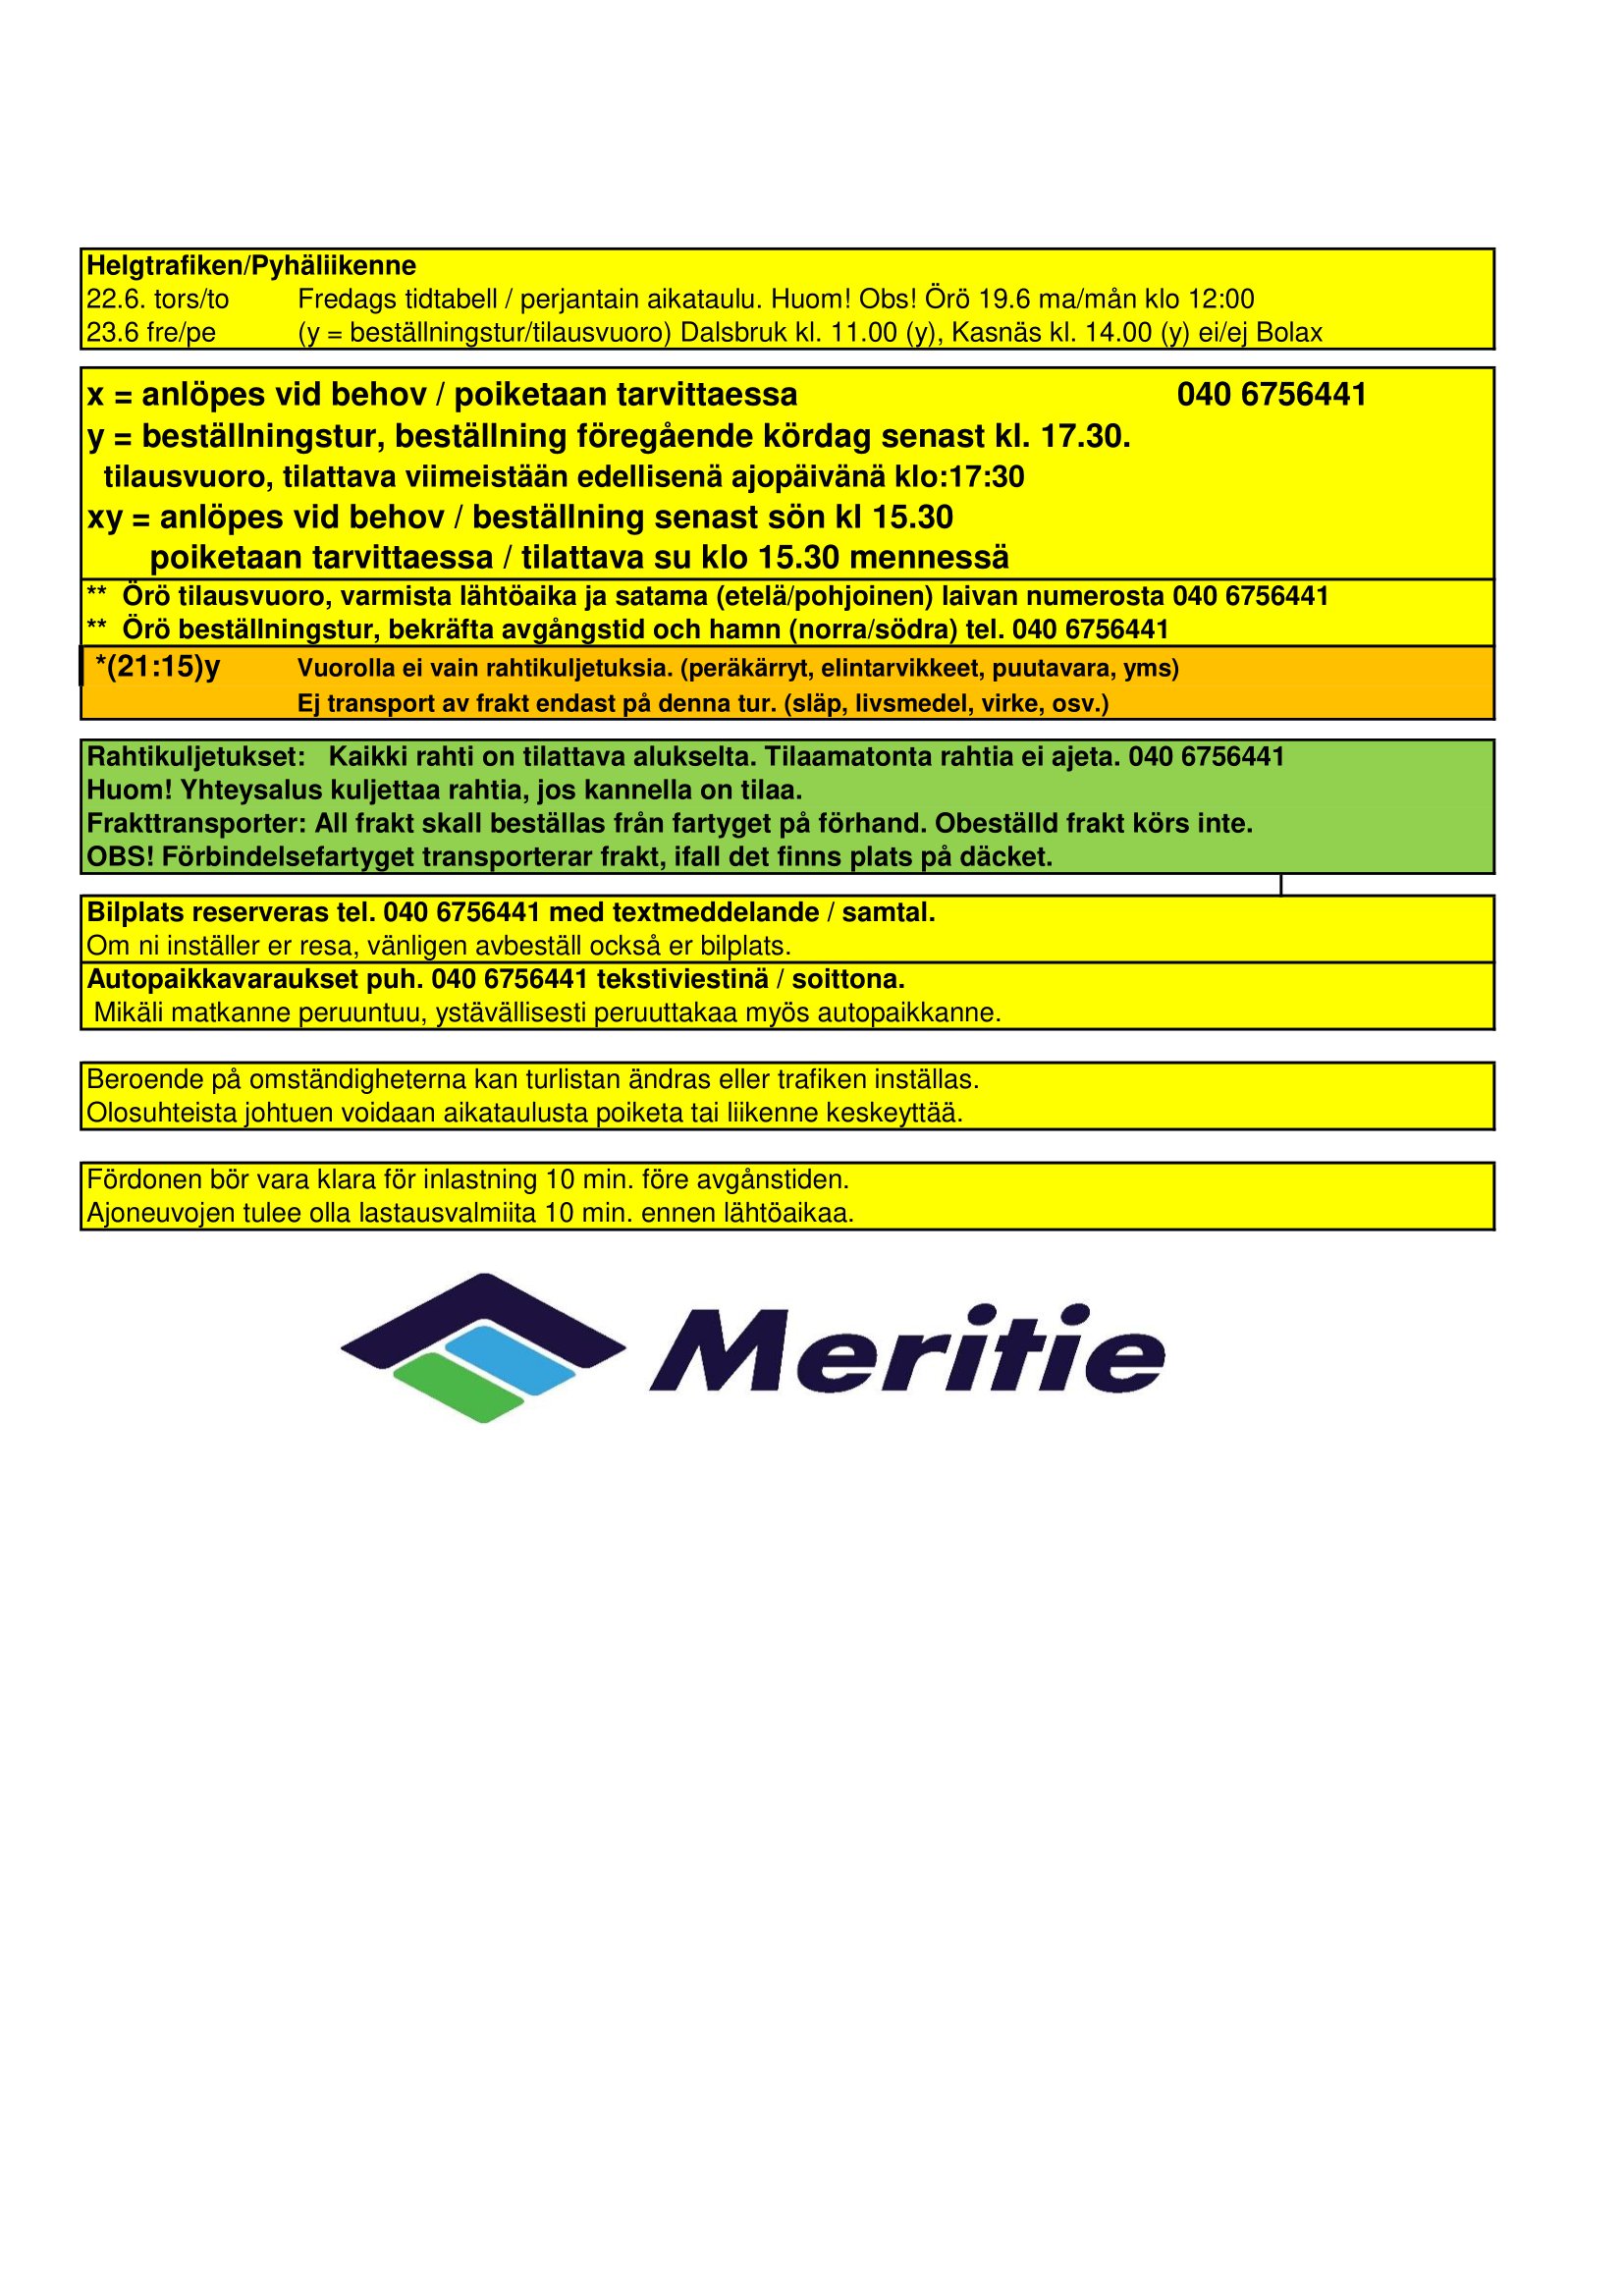 Helgtrafiken/Pyhäliikenne
22.6. tors/to Fredags tidtabell / perjantain aikataulu. Huom! Obs! Örö 19.6 ma/mån klo 12:00
23.6 fre/pe (y = beställningstur/tilausvuoro) Dalsbruk kl. 11.00 (y), Kasnäs kl. 14.00 (y) ei/ej Bolax
x = anlöpes vid behov / poiketaan tarvittaessa 040 6756441
y = beställningstur, beställning föregående kördag senast kl. 17.30.
tilausvuoro, tilattava viimeistään edellisenä ajopäivänä klo:17:30
xy = anlöpes vid behov / beställning senast sön kl 15.30
poiketaan tarvittaessa / tilattava su klo 15.30 mennessä
** Örö tilausvuoro, varmista lähtöaika ja satama (etelä/pohjoinen) laivan numerosta 040 6756441
** Örö beställningstur, bekräfta avgångstid och hamn (norra/södra) tel. 040 6756441
*(21:15)y Vuorolla ei vain rahtikuljetuksia. (peräkärryt, elintarvikkeet, puutavara, yms)
Ej transport av frakt endast på denna tur. (släp, livsmedel, virke, osv.)
Rahtikuljetukset: Kaikki rahti on tilattava alukselta. Tilaamatonta rahtia ei ajeta. 040 6756441
Huom! Yhteysalus kuljettaa rahtia, jos kannella on tilaa.
Frakttransporter: All frakt skall beställas från fartyget på förhand. Obeställd frakt körs inte.
OBS! Förbindelsefartyget transporterar frakt, ifall det finns plats på däcket.
Bilplats reserveras tel. 040 6756441 med textmeddelande / samtal.
Om ni inställer er resa, vänligen avbeställ också er bilplats.
Autopaikkavaraukset puh. 040 6756441 tekstiviestinä / soittona.
Mikäli matkanne peruuntuu, ystävällisesti peruuttakaa myös autopaikkanne.
Beroende på omständigheterna kan turlistan ändras eller trafiken inställas.
Olosuhteista johtuen voidaan aikataulusta poiketa tai liikenne keskeyttää.
Fördonen bör vara klara för inlastning 10 min. före avgånstiden.
Ajoneuvojen tulee olla lastausvalmiita 10 min. ennen lähtöaikaa.
Meritie